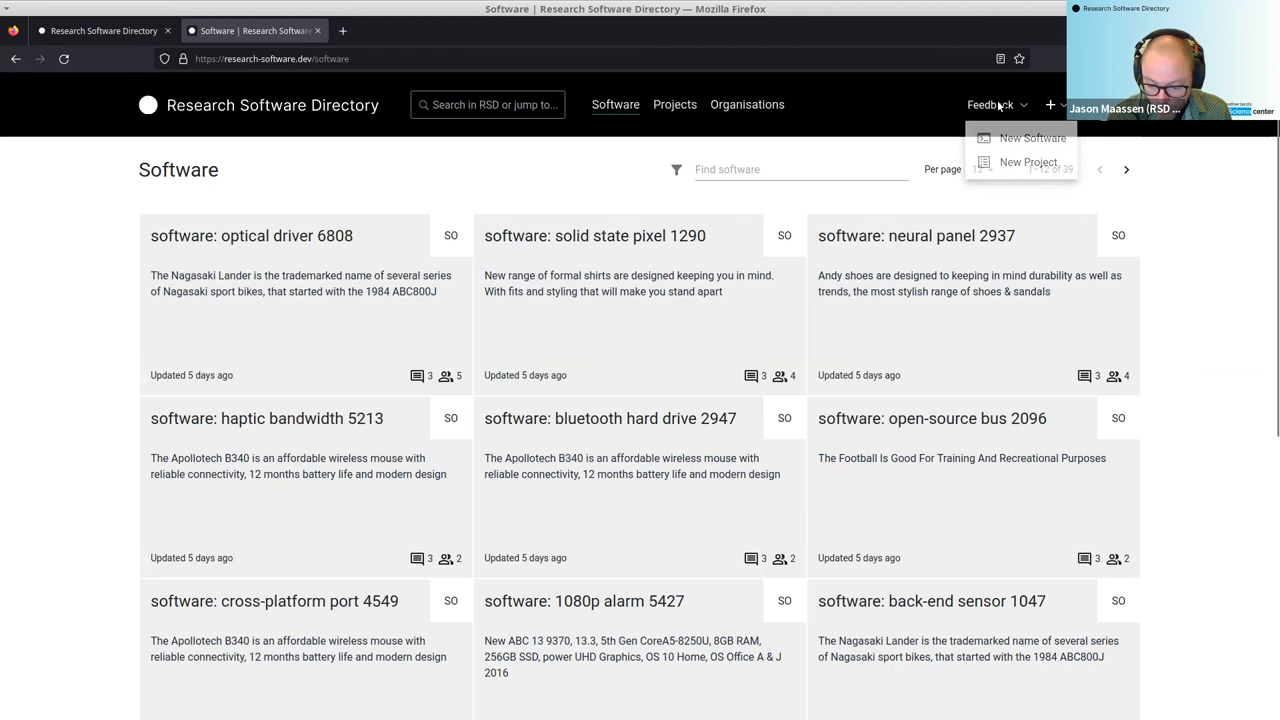 Software | Research Software Directory — Mozilla Firefox
Research Software Directory
Software | Research Softwar
https://research-software.dev/software
Research Software Directory
Jason Maassen (RSD ...
Research Software Directory
Search in RSD or jump to...
Software
Projects
Organisations
Feedback
New Software
New Project
Software
Find software
Per page
12
1–12 of 39
software: optical driver 6808
SO
The Nagasaki Lander is the trademarked name of several series
of Nagasaki sport bikes, that started with the 1984 ABC800J
Updated 5 days ago
3
5
software: solid state pixel 1290
SO
New range of formal shirts are designed keeping you in mind.
With fits and styling that will make you stand apart
Updated 5 days ago
3
4
software: neural panel 2937
SO
Andy shoes are designed to keeping in mind durability as well as
trends, the most stylish range of shoes & sandals
Updated 5 days ago
3
4
software: haptic bandwidth 5213
SO
The Apollotech B340 is an affordable wireless mouse with
reliable connectivity, 12 months battery life and modern design
Updated 5 days ago
3
2
software: bluetooth hard drive 2947
SO
The Apollotech B340 is an affordable wireless mouse with
reliable connectivity, 12 months battery life and modern design
Updated 5 days ago
3
2
software: open-source bus 2096
SO
The Football Is Good For Training And Recreational Purposes
Updated 5 days ago
3
2
software: cross-platform port 4549
SO
The Apollotech B340 is an affordable wireless mouse with
reliable connectivity, 12 months battery life and modern design
software: 1080p alarm 5427
SO
New ABC 13 9370, 13.3, 5th Gen CoreA5-8250U, 8GB RAM,
256GB SSD, power UHD Graphics, OS 10 Home, OS Office A & J
2016
software: back-end sensor 1047
SO
The Nagasaki Lander is the trademarked name of several series
of Nagasaki sport bikes, that started with the 1984 ABC800J